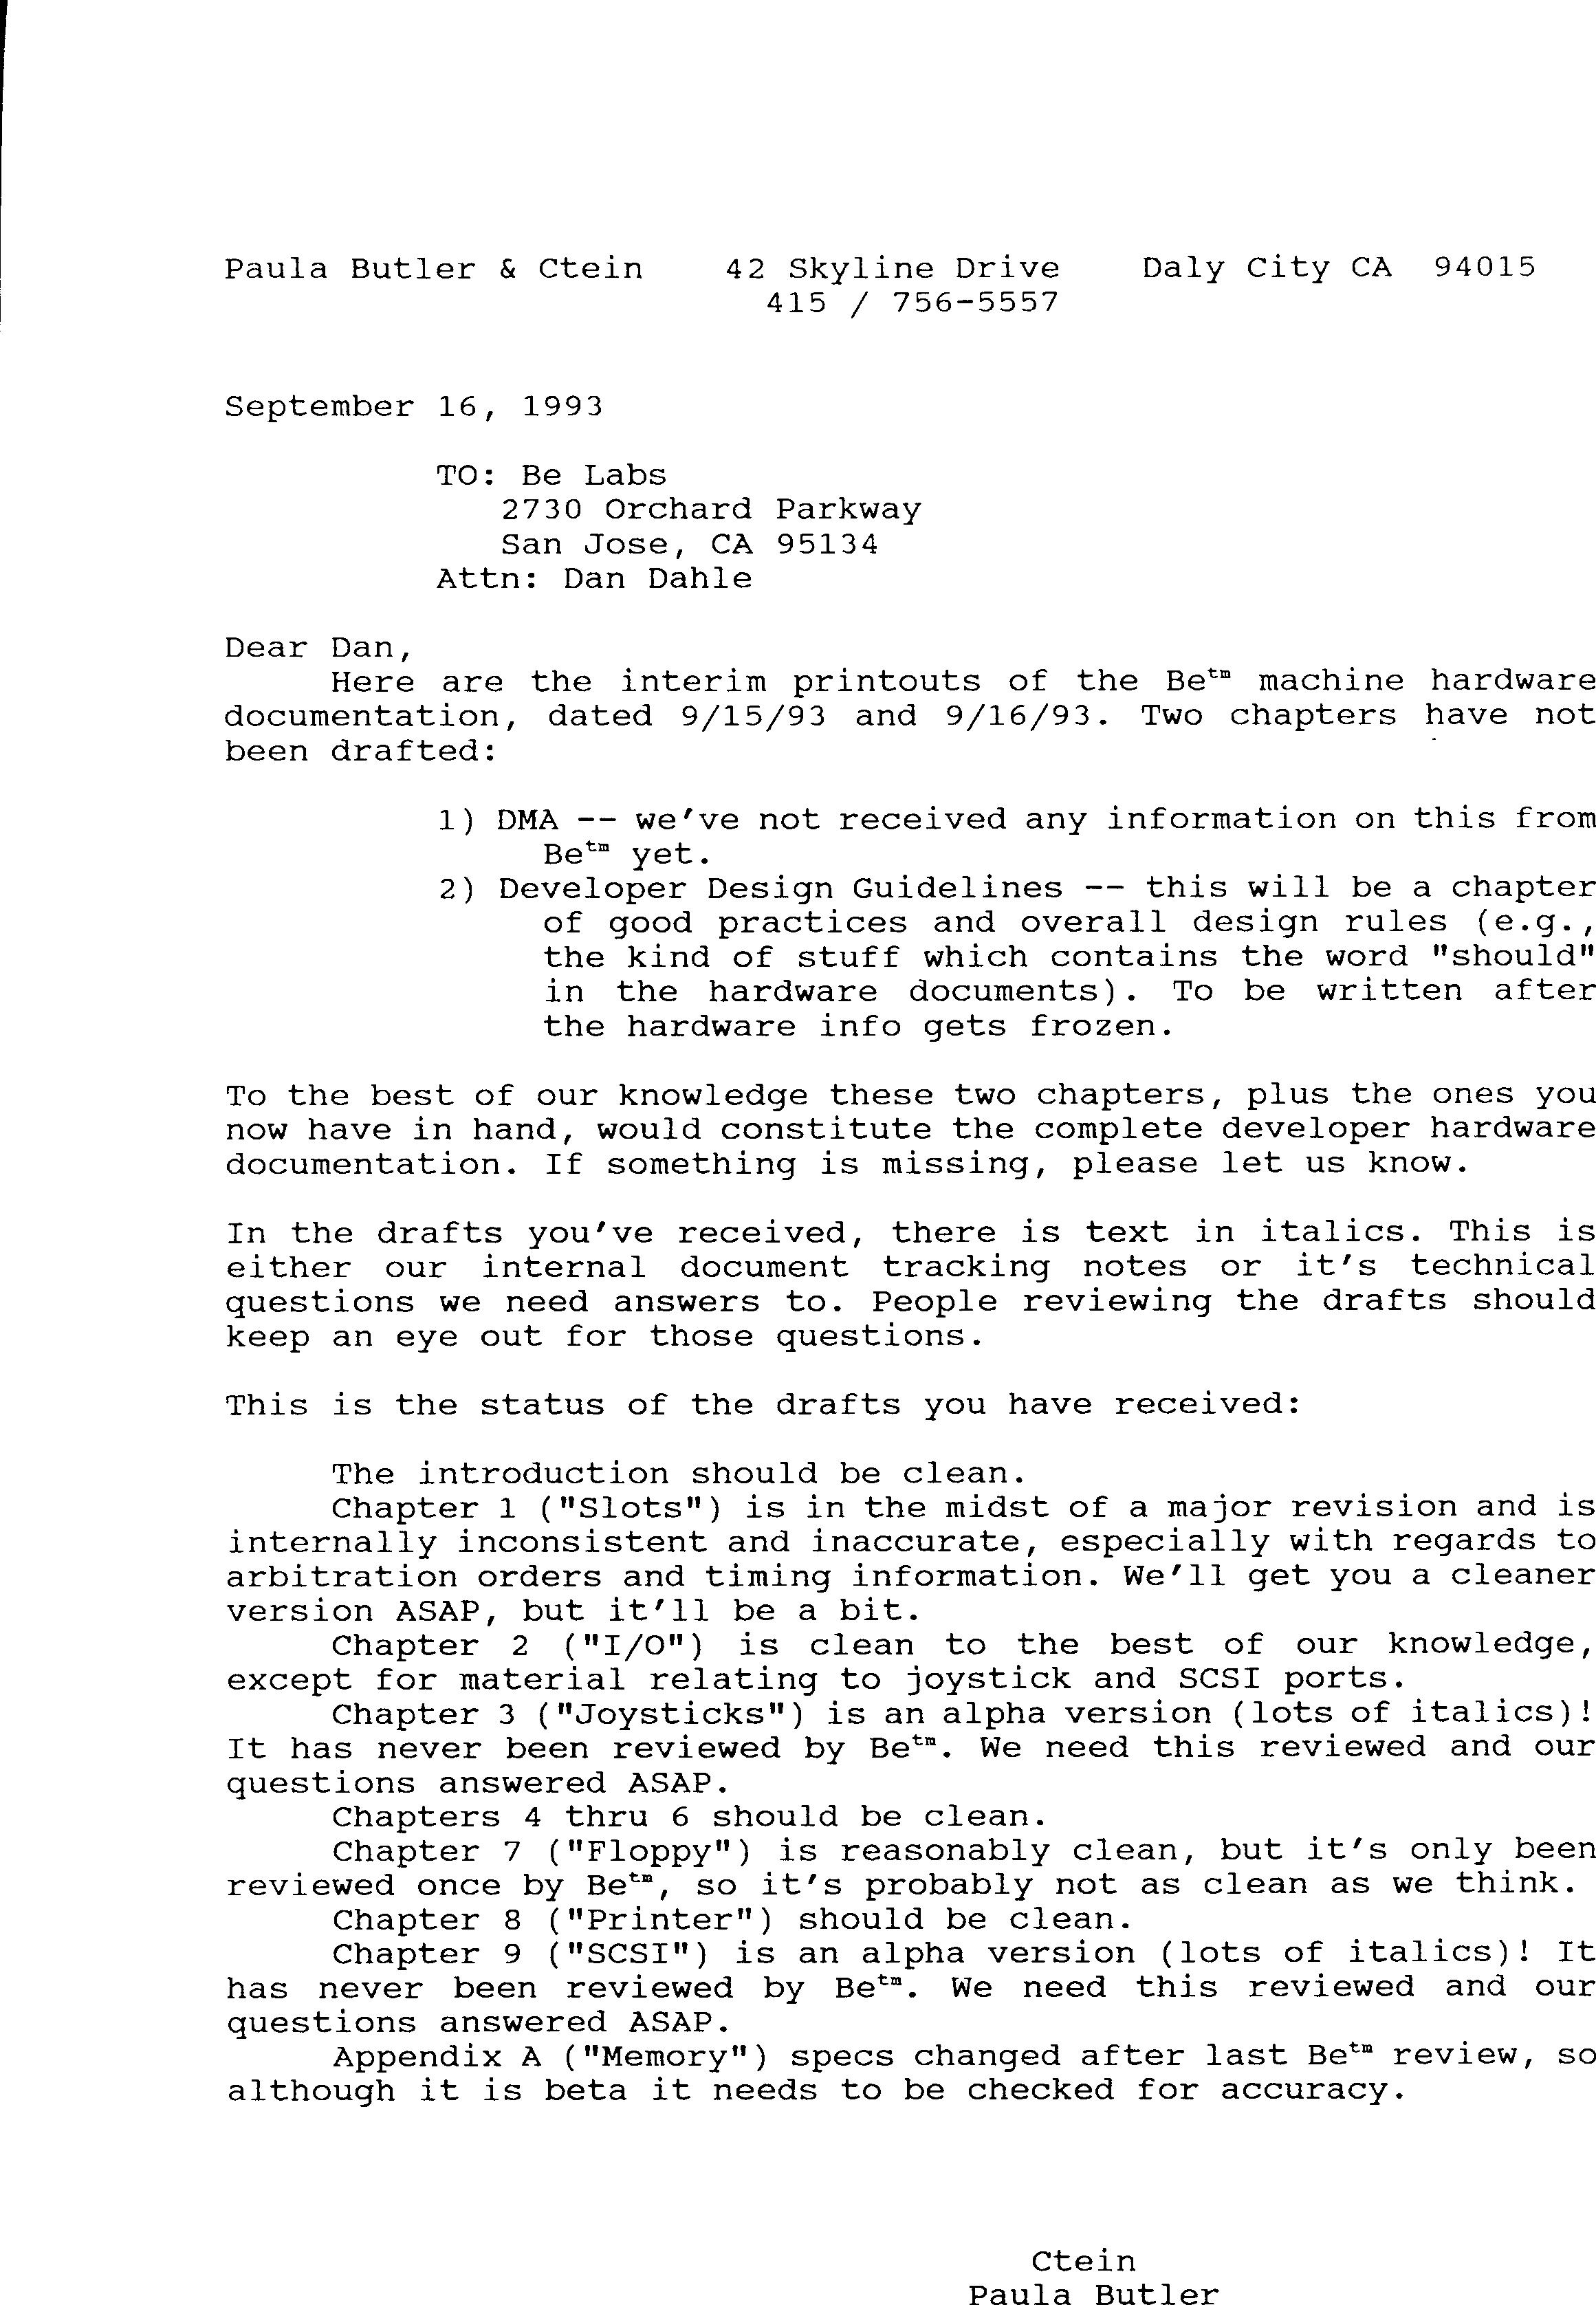 Paula Butler & Ctein    42 Skyline Drive    Daly City CA  94015
415 / 756-5557
September 16, 1993
TO: Be Labs
2730 Orchard Parkway
San Jose, CA 95134
Attn: Dan Dahle
Dear Dan,
Here are the interim printouts of the Be™ machine hardware
documentation, dated 9/15/93 and 9/16/93. Two chapters have not
been drafted:
1) DMA -- we've not received any information on this from
Be™ yet.
2) Developer Design Guidelines -- this will be a chapter
of good practices and overall design rules (e.g.,
the kind of stuff which contains the word "should"
in the hardware documents). To be written after
the hardware info gets frozen.
To the best of our knowledge these two chapters, plus the ones you
now have in hand, would constitute the complete developer hardware
documentation. If something is missing, please let us know.
In the drafts you've received, there is text in italics. This is
either our internal document tracking notes or it's technical
questions we need answers to. People reviewing the drafts should
keep an eye out for those questions.
This is the status of the drafts you have received:
The introduction should be clean.
Chapter 1 ("Slots") is in the midst of a major revision and is
internally inconsistent and inaccurate, especially with regards to
arbitration orders and timing information. We'll get you a cleaner
version ASAP, but it'll be a bit.
Chapter 2 ("I/O") is clean to the best of our knowledge,
except for material relating to joystick and SCSI ports.
Chapter 3 ("Joysticks") is an alpha version (lots of italics)!
It has never been reviewed by Be™. We need this reviewed and our
questions answered ASAP.
Chapters 4 thru 6 should be clean.
Chapter 7 ("Floppy") is reasonably clean, but it's only been
reviewed once by Be™, so it's probably not as clean as we think.
Chapter 8 ("Printer") should be clean.
Chapter 9 ("SCSI") is an alpha version (lots of italics)! It
has never been reviewed by Be™. We need this reviewed and our
questions answered ASAP.
Appendix A ("Memory") specs changed after last Be™ review, so
although it is beta it needs to be checked for accuracy.
Ctein
Paula Butler